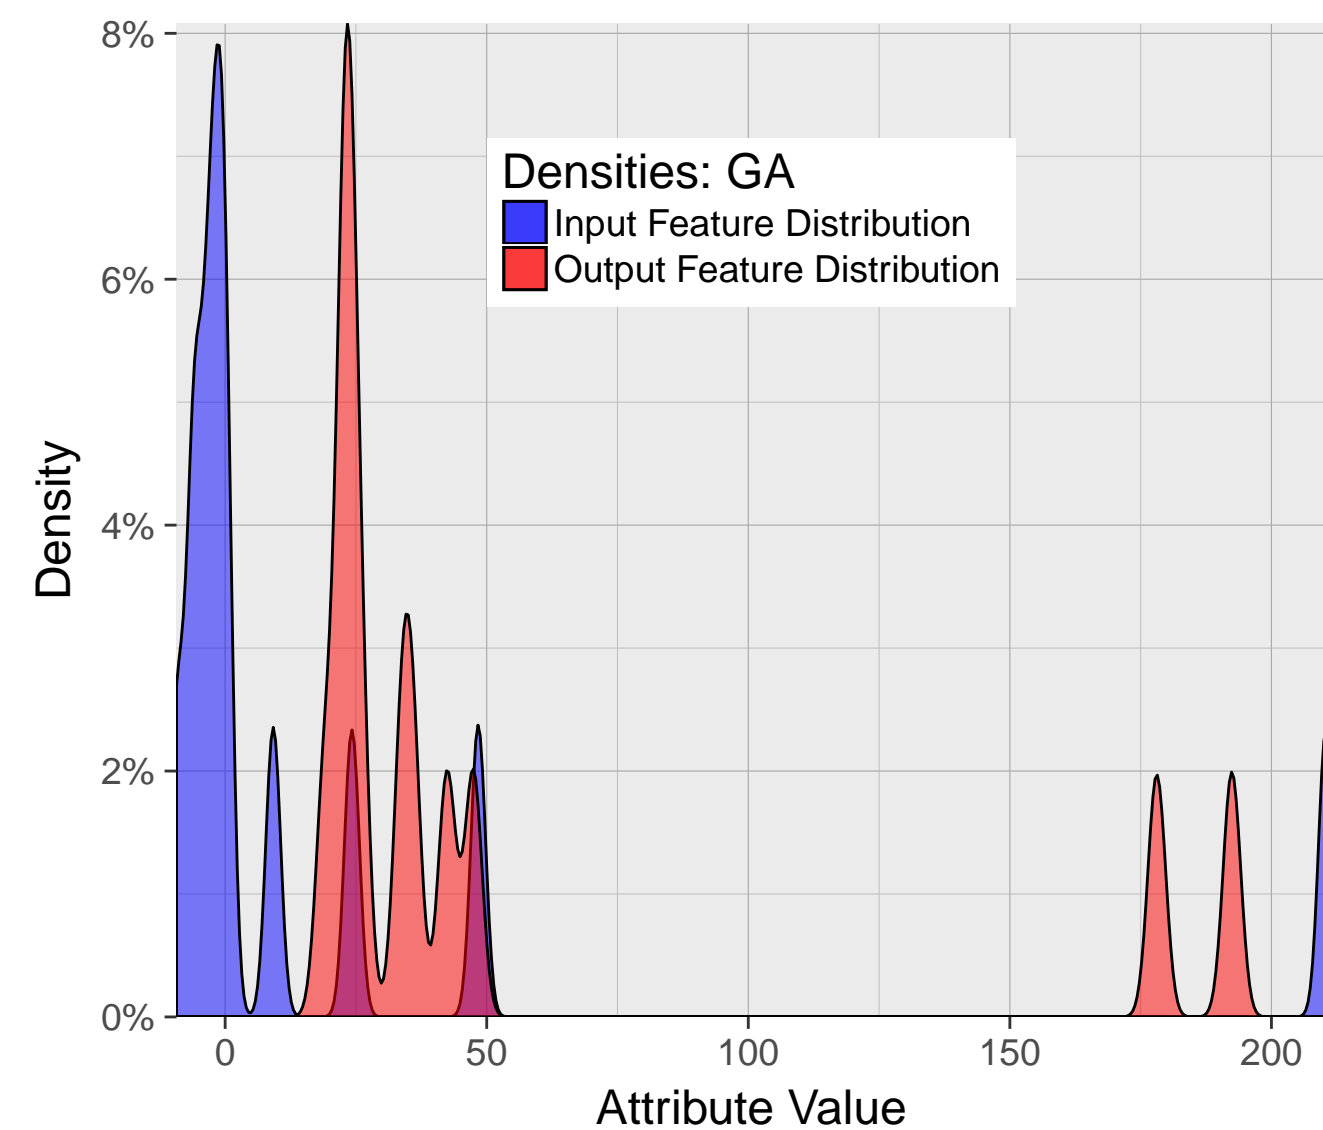 8%
6%
4%
2%
0%
Density
Densities: GA
Input Feature Distribution
Output Feature Distribution
0 50 100 150 200
Attribute Value